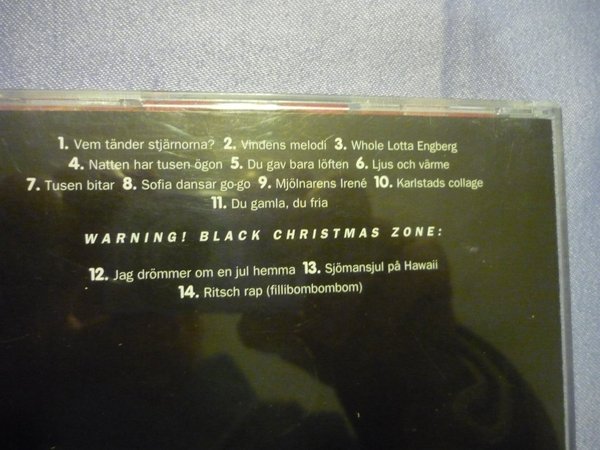 1. Vem tänder stjärnorna? 2. Vindens melodi 3. Whole Lotta Engberg
4. Natten har tusen ögon 5. Du gav bara löften 6. Ljus och värme
7. Tusen bitar 8. Sofia dansar go-go 9. Mjölnarens Irené 10. Karlstads collage
11. Du gamla, du fria
WARNING! BLACK CHRISTMAS ZONE:
12. Jag drömmer om en jul hemma 13. Sjömansjul på Hawaii
14. Ritsch rap (fillibombombom)